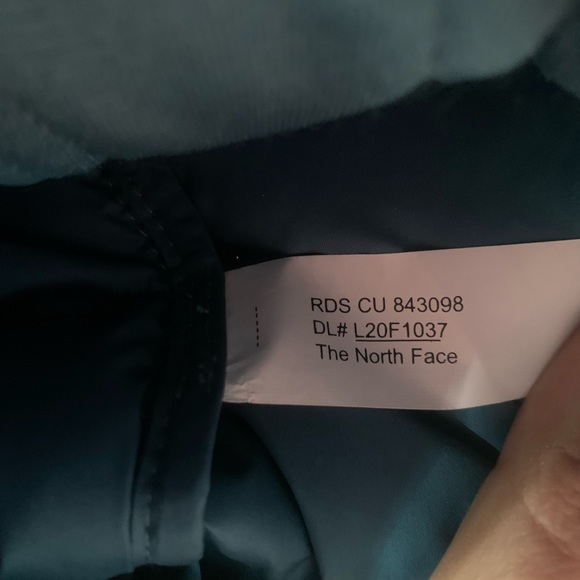 RDS CU 843098
DL# L20F1037
The North Face